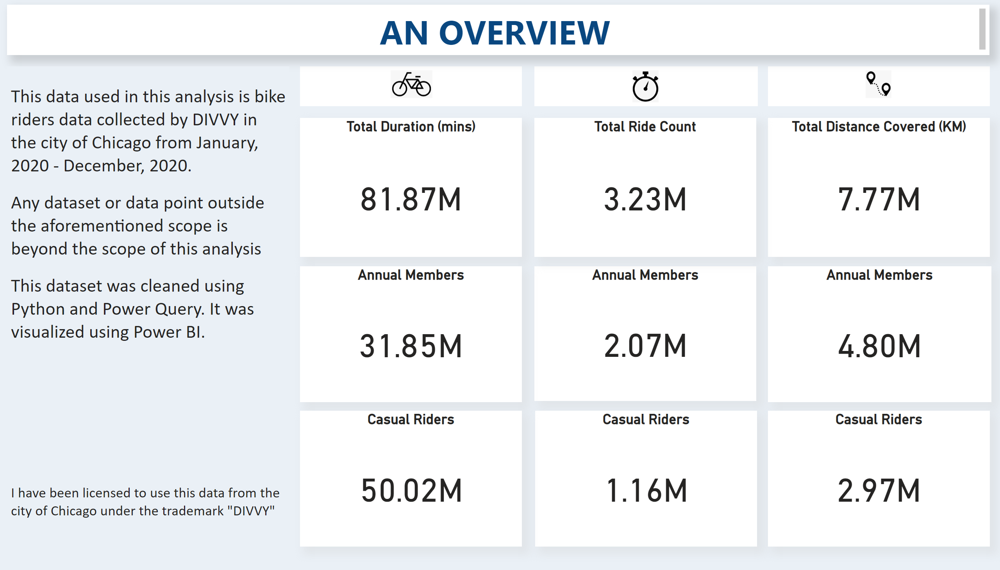 AN OVERVIEW
This data used in this analysis is bike
riders data collected by DIVVY in
the city of Chicago from January,
2020 - December, 2020.
Any dataset or data point outside
the aforementioned scope is
beyond the scope of this analysis
This dataset was cleaned using
Python and Power Query. It was
visualized using Power BI.
I have been licensed to use this data from the
city of Chicago under the trademark "DIVVY"
Total Duration (mins)
81.87M
Total Ride Count
3.23M
Total Distance Covered (KM)
7.77M
Annual Members
31.85M
Annual Members
2.07M
Annual Members
4.80M
Casual Riders
50.02M
Casual Riders
1.16M
Casual Riders
2.97M